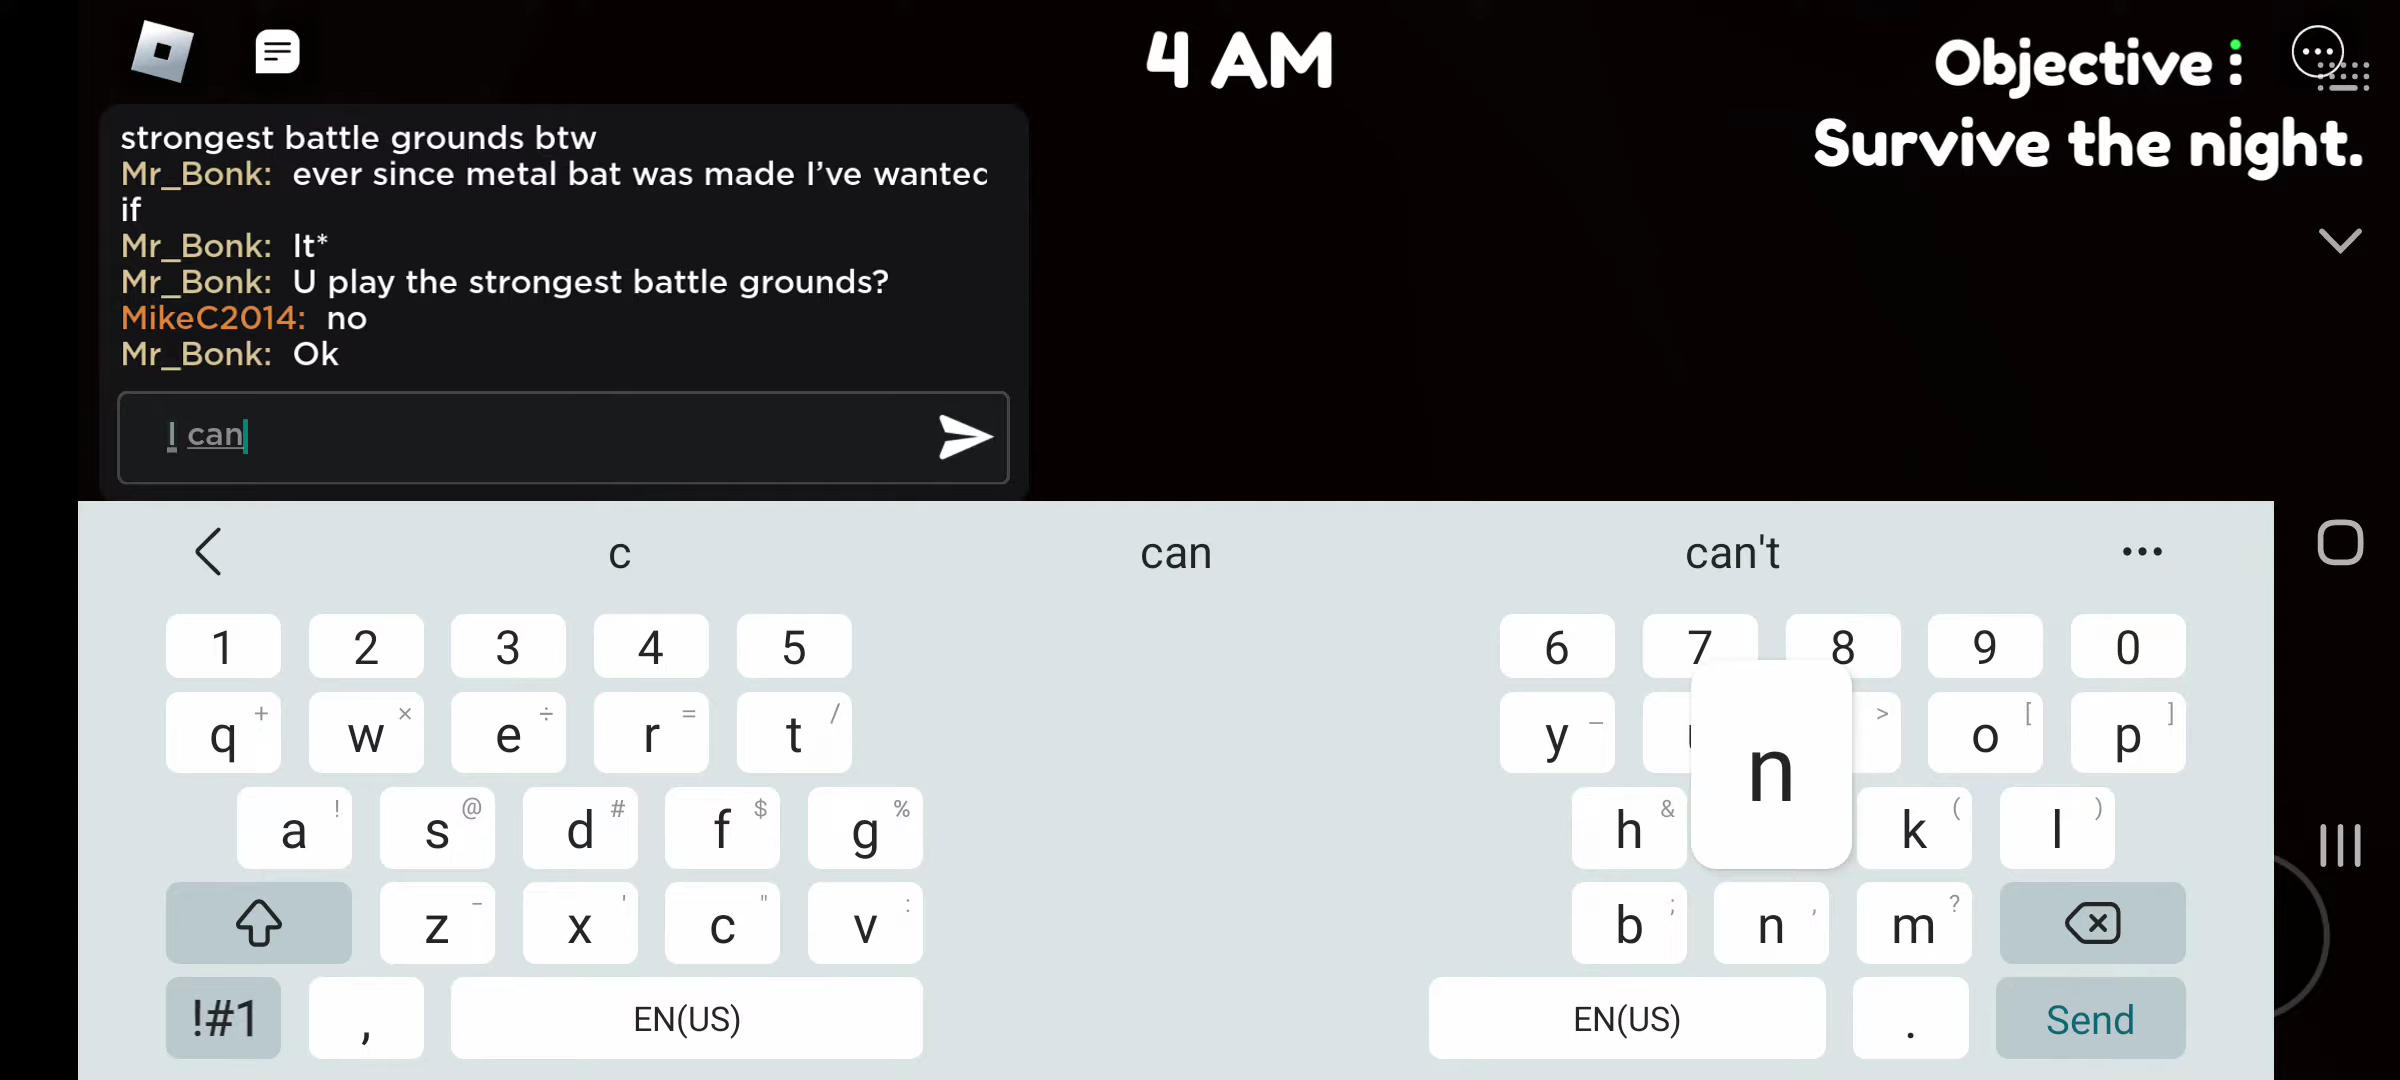 4 AM
Objective :
Survive the night.
strongest battle grounds btw
Mr_Bonk: ever since metal bat was made I’ve wanted
if
Mr_Bonk: It*
Mr_Bonk: U play the strongest battle grounds?
MikeC2014: no
Mr_Bonk: Ok
I can
c can can't
1 2 3 4 5 6 7 8 9 0
q + w × e ÷ r = t / y _ > o [ p ]
a ! s @ d # f $ g % h & n k ( l )
z - x ' c " v : b ; n , m ?
!#1 , EN(US) EN(US) . Send